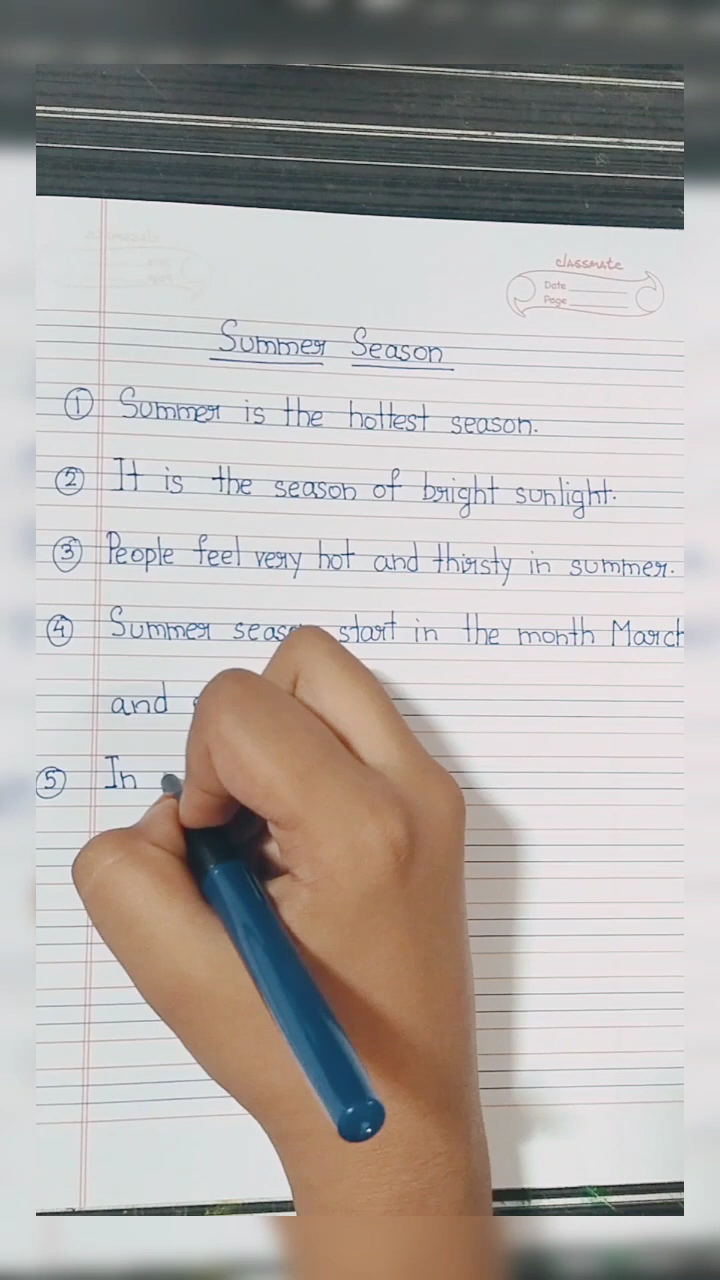 classmate
Date
Page
Summer Season
① Summer is the hottest season.
② It is the season of bright sunlight.
③ People feel very hot and thirsty in summer.
④ Summer season start in the month March
and
⑤ In